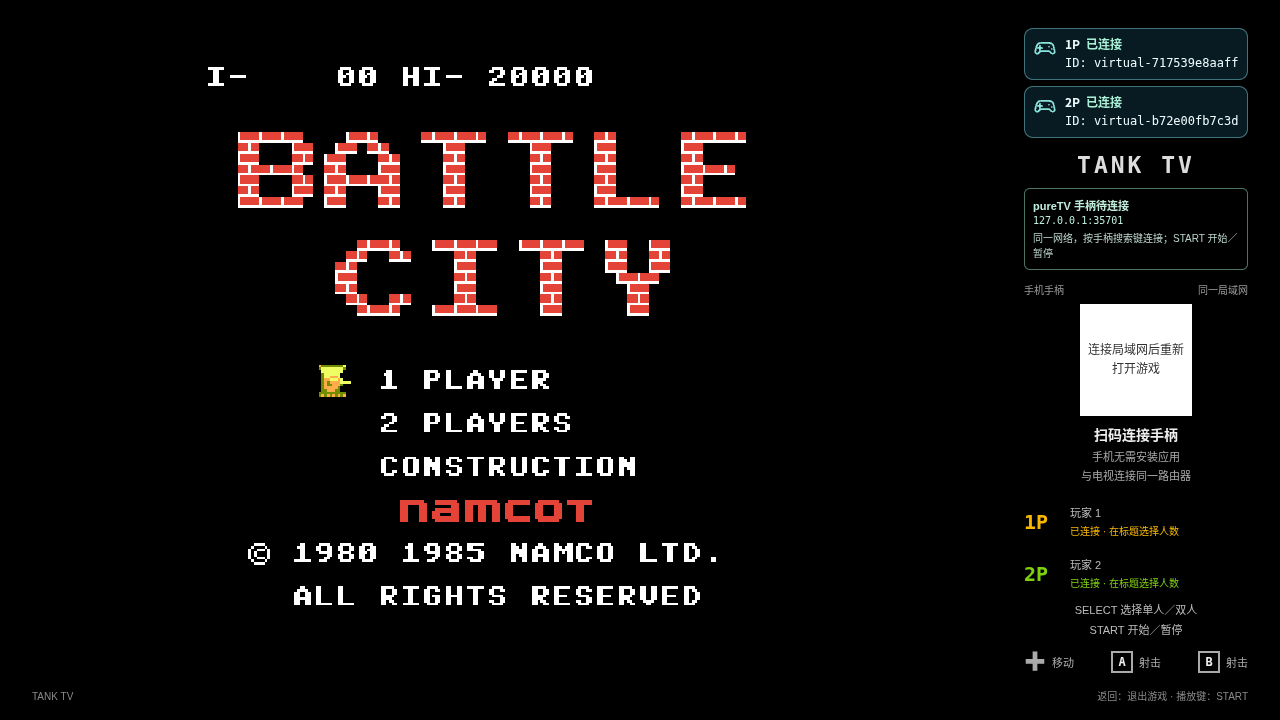 I-    00 HI- 20000
BATTLE
CITY
1 PLAYER
2 PLAYERS
CONSTRUCTION
namcot
© 1980 1985 NAMCO LTD.
ALL RIGHTS RESERVED
TANK TV
1P 已连接
ID: virtual-717539e8aaff
2P 已连接
ID: virtual-b72e00fb7c3d
TANK TV
pureTV 手柄待连接
127.0.0.1:35701
同一网络，按手柄搜索键连接；START 开始／
暂停
手机手柄 同一局域网
连接局域网后重新
打开游戏
扫码连接手柄
手机无需安装应用
与电视连接同一路由器
1P 玩家 1
已连接 · 在标题选择人数
2P 玩家 2
已连接 · 在标题选择人数
SELECT 选择单人／双人
START 开始／暂停
移动 A 射击 B 射击
返回：退出游戏 · 播放键：START